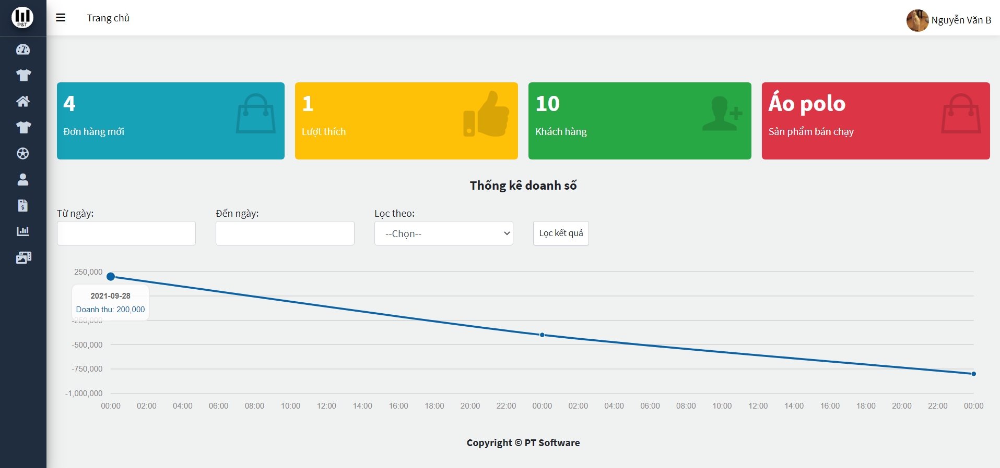 P&T
Trang chủ
Nguyễn Văn B
4
Đơn hàng mới
1
Lượt thích
10
Khách hàng
Áo polo
Sản phẩm bán chạy
Thống kê doanh số
Từ ngày:
Đến ngày:
Lọc theo:
--Chọn--
Lọc kết quả
250,000
2021-09-28
Doanh thu: 200,000
-250,000
-500,000
-750,000
-1,000,000
00:00 02:00 04:00 06:00 08:00 10:00 12:00 14:00 16:00 18:00 20:00 22:00 00:00 02:00 04:00 06:00 08:00 10:00 12:00 14:00 16:00 18:00 20:00 22:00 00:00
Copyright © PT Software